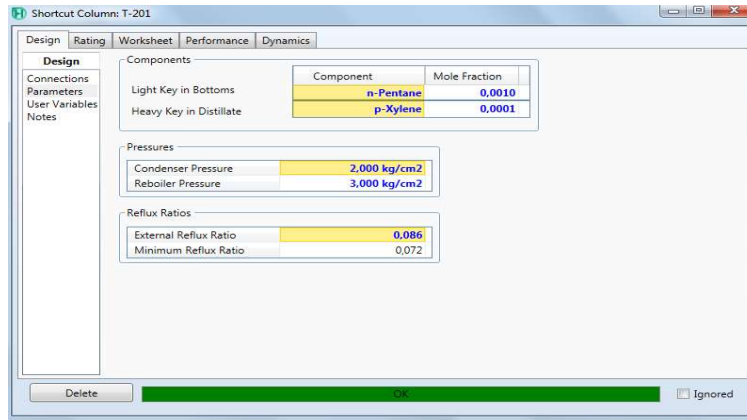 Shortcut Column: T-201
Design Rating Worksheet Performance Dynamics
Design
Connections
Parameters
User Variables
Notes
Components
Component Mole Fraction
Light Key in Bottoms n-Pentane 0,0010
Heavy Key in Distillate p-Xylene 0,0001
Pressures
Condenser Pressure 2,000 kg/cm2
Reboiler Pressure 3,000 kg/cm2
Reflux Ratios
External Reflux Ratio 0,086
Minimum Reflux Ratio 0,072
Delete OK Ignored